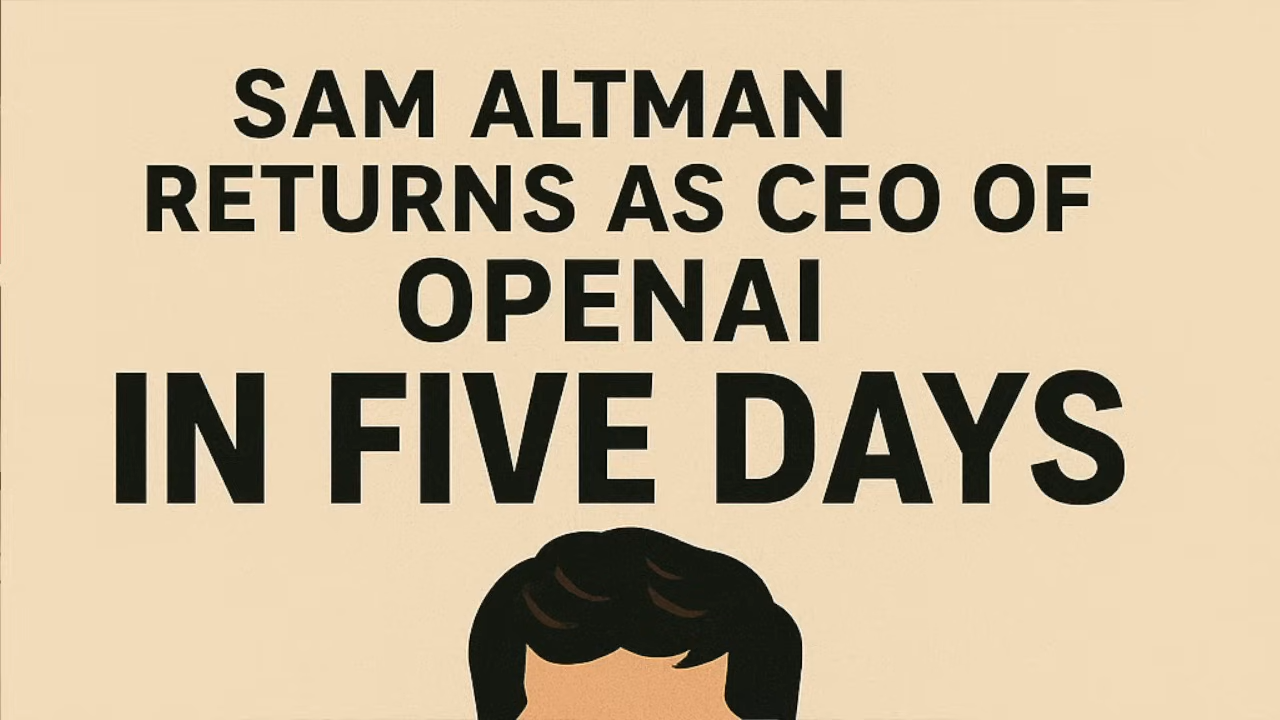 SAM ALTMAN
RETURNS AS CEO OF
OPENAI
IN FIVE DAYS